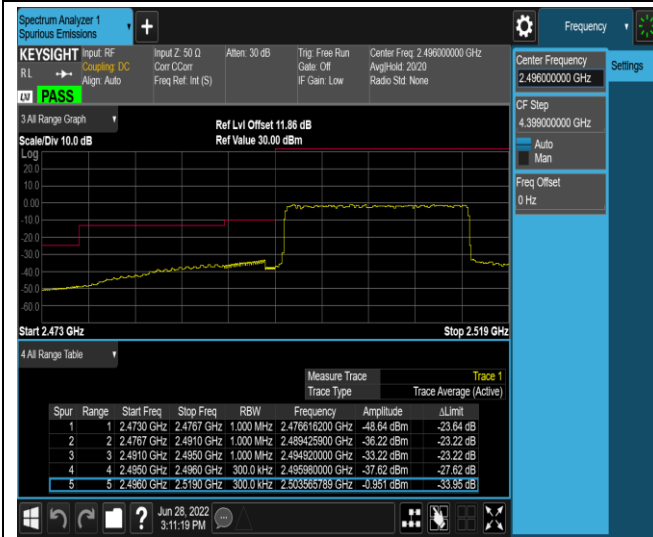 Spectrum Analyzer 1
Spurious Emissions
+
Frequency
KEYSIGHT Input: RF Input Z: 50 Ω Atten: 30 dB Trig: Free Run Center Freq: 2.496000000 GHz
RL Coupling: DC Corr CCorr Gate: Off Avg|Hold: 20/20
Align: Auto Freq Ref: Int (S) IF Gain: Low Radio Std: None
LXI PASS
Center Frequency
2.496000000 GHz
Settings
CF Step
4.399000000 GHz
Auto
Man
Freq Offset
0 Hz
3 All Range Graph
Ref Lvl Offset 11.86 dB
Scale/Div 10.0 dB Ref Value 30.00 dBm
Log
20.0
10.0
0.00
-10.0
-20.0
-30.0
-40.0
-50.0
-60.0
Start 2.473 GHz Stop 2.519 GHz
4 All Range Table
Measure Trace Trace 1
Trace Type Trace Average (Active)
Spur Range Start Freq Stop Freq RBW Frequency Amplitude ΔLimit
1 1 2.4730 GHz 2.4767 GHz 1.000 MHz 2.476616200 GHz -48.64 dBm -23.64 dB
2 2 2.4767 GHz 2.4910 GHz 1.000 MHz 2.489425900 GHz -36.22 dBm -23.22 dB
3 3 2.4910 GHz 2.4950 GHz 1.000 MHz 2.494920000 GHz -33.22 dBm -23.22 dB
4 4 2.4950 GHz 2.4960 GHz 300.0 kHz 2.495980000 GHz -37.62 dBm -27.62 dB
5 5 2.4960 GHz 2.5190 GHz 300.0 kHz 2.503565789 GHz -0.951 dBm -33.95 dB
?
Jun 28, 2022
3:11:19 PM